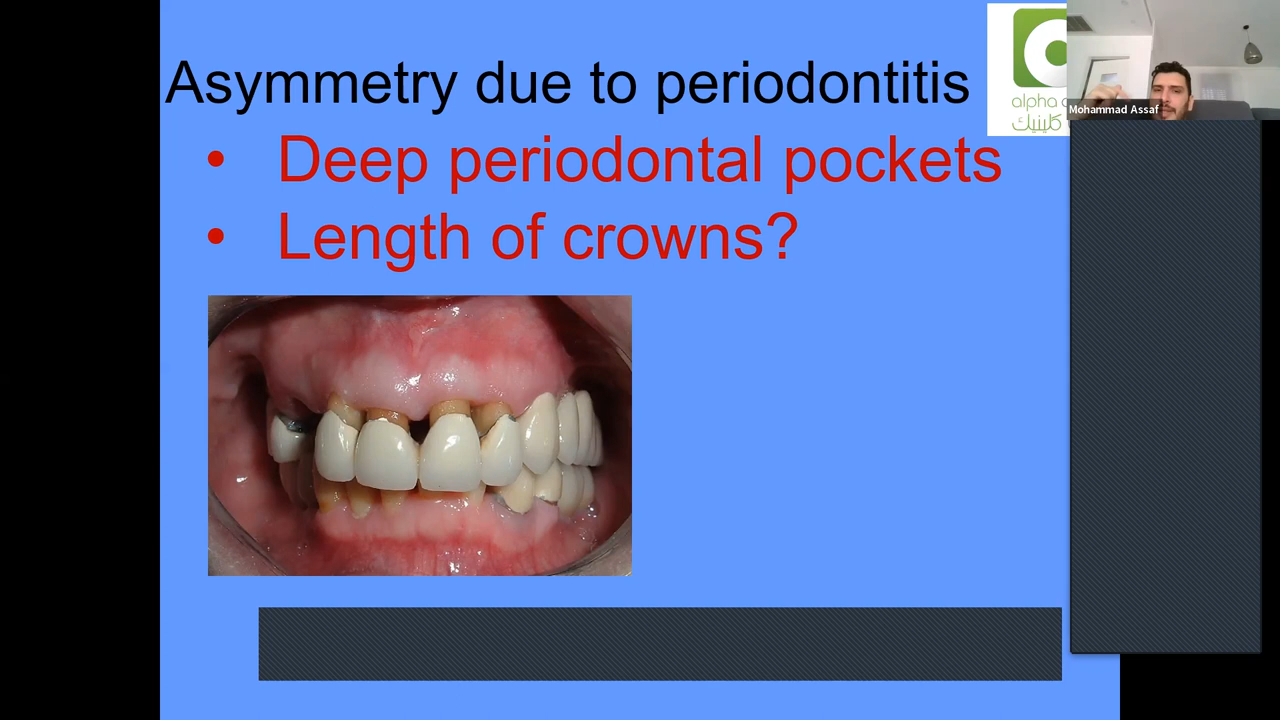 Asymmetry due to periodontitis
• Deep periodontal pockets
• Length of crowns?
alpha
كلينيك
Mohammad Assaf